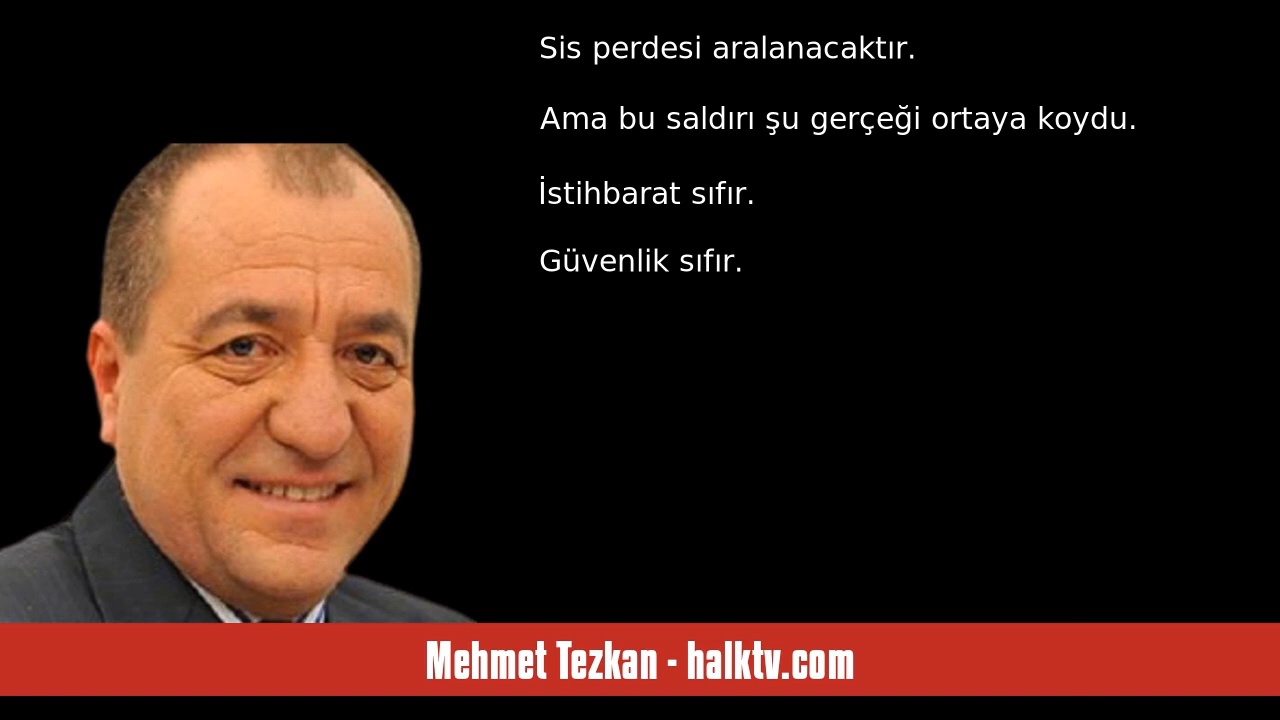 Sis perdesi aralanacaktır.
Ama bu saldırı şu gerçeği ortaya koydu.
İstihbarat sıfır.
Güvenlik sıfır.
Mehmet Tezkan - halktv.com